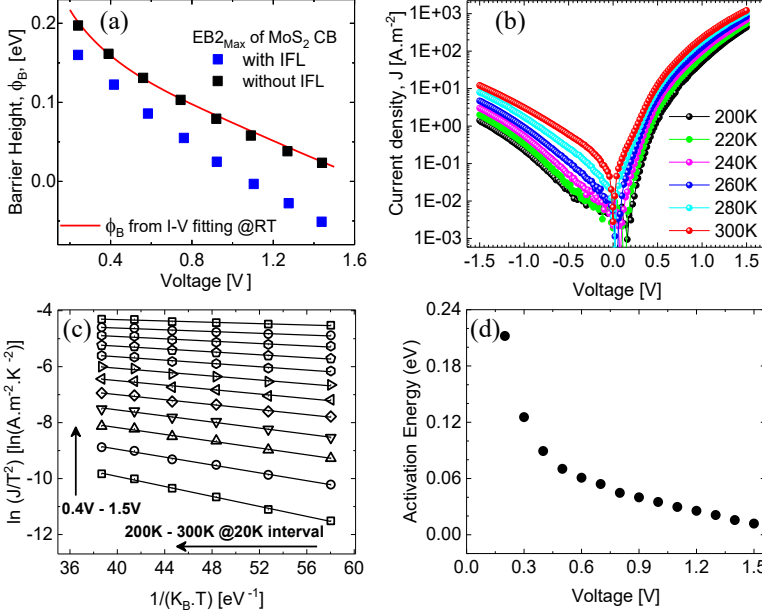 (a)
EB2Max of MoS2 CB
with IFL
without IFL
ϕB from I-V fitting @RT
Barrier Height, ϕB, [eV]
0.2
0.1
0.0
0.4 0.8 1.2 1.6
Voltage [V]
(b)
Current density, J [A.m-2]
1E+03
1E+02
1E+01
1E+00
1E-01
1E-02
1E-03
200K
220K
240K
260K
280K
300K
-1.5 -1.0 -0.5 0.0 0.5 1.0 1.5
Voltage [V]
(c)
ln (J/T2) [ln(A.m-2.K-2)]
-4
-6
-8
-10
-12
0.4V - 1.5V
200K - 300K @20K interval
36 40 44 48 52 56 60
1/(KB.T) [eV-1]
(d)
Activation Energy (eV)
0.24
0.18
0.12
0.06
0.00
0.0 0.3 0.6 0.9 1.2 1.5
Voltage [V]